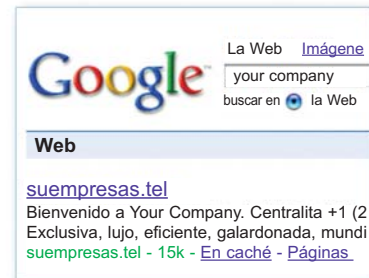 La Web Imágene
Google
your company
buscar en la Web
Web
suempresas.tel
Bienvenido a Your Company. Centralita +1 (2
Exclusiva, lujo, eficiente, galardonada, mundi
suempresas.tel - 15k - En caché - Páginas